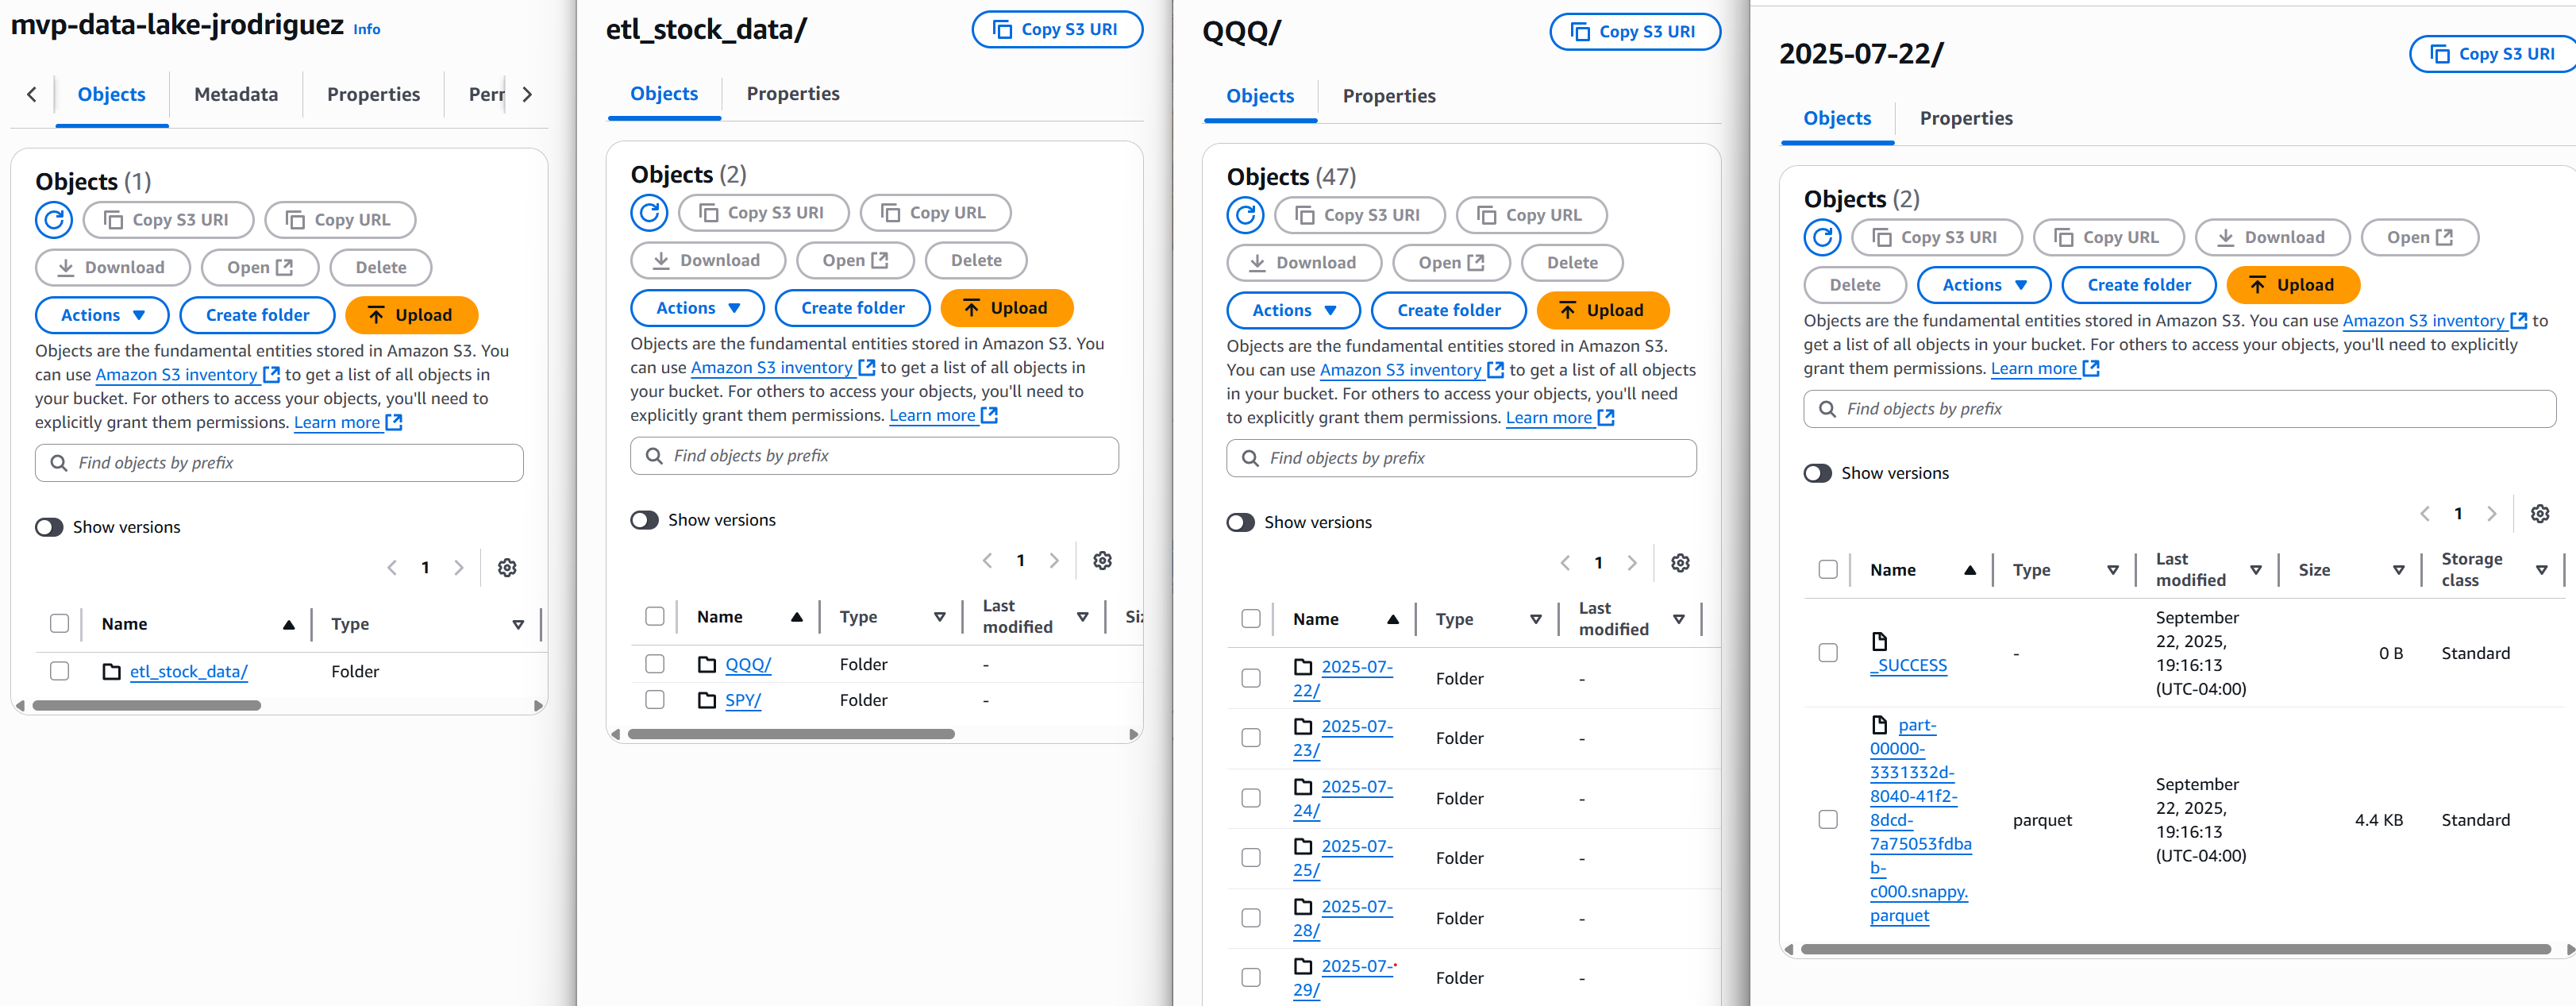 mvp-data-lake-jrodriguez Info
Objects
Metadata
Properties
Objects (1)
Copy S3 URI
Copy URL
Download
Open
Delete
Actions
Create folder
Upload
Objects are the fundamental entities stored in Amazon S3. You
can use Amazon S3 inventory to get a list of all objects in
your bucket. For others to access your objects, you'll need to
explicitly grant them permissions. Learn more
Find objects by prefix
Show versions
1
Name
Type
etl_stock_data/
Folder
etl_stock_data/
Copy S3 URI
Objects
Properties
Objects (2)
Copy S3 URI
Copy URL
Download
Open
Delete
Actions
Create folder
Upload
Objects are the fundamental entities stored in Amazon S3. You
can use Amazon S3 inventory to get a list of all objects in
your bucket. For others to access your objects, you'll need to
explicitly grant them permissions. Learn more
Find objects by prefix
Show versions
1
Name
Type
Last
modified
QQQ/
Folder
-
SPY/
Folder
-
QQQ/
Copy S3 URI
Objects
Properties
Objects (47)
Copy S3 URI
Copy URL
Download
Open
Delete
Actions
Create folder
Upload
Objects are the fundamental entities stored in Amazon S3.
You can use Amazon S3 inventory to get a list of all objects
in your bucket. For others to access your objects, you'll need
to explicitly grant them permissions. Learn more
Find objects by prefix
Show versions
1
Name
Type
Last
modified
2025-07-
22/
Folder
-
2025-07-
23/
Folder
-
2025-07-
24/
Folder
-
2025-07-
25/
Folder
-
2025-07-
28/
Folder
-
2025-07-
29/
Folder
-
2025-07-22/
Copy S3 URI
Objects
Properties
Objects (2)
Copy S3 URI
Copy URL
Download
Open
Delete
Actions
Create folder
Upload
Objects are the fundamental entities stored in Amazon S3. You can use Amazon S3 inventory to
get a list of all objects in your bucket. For others to access your objects, you'll need to explicitly
grant them permissions. Learn more
Find objects by prefix
Show versions
1
Name
Type
Last
modified
Size
Storage
class
_SUCCESS
-
September
22, 2025,
19:16:13
(UTC-04:00)
0 B
Standard
part-
00000-
3331332d-
8040-41f2-
8dcd-
7a75053fdba
b-
c000.snappy.
parquet
parquet
September
22, 2025,
19:16:13
(UTC-04:00)
4.4 KB
Standard